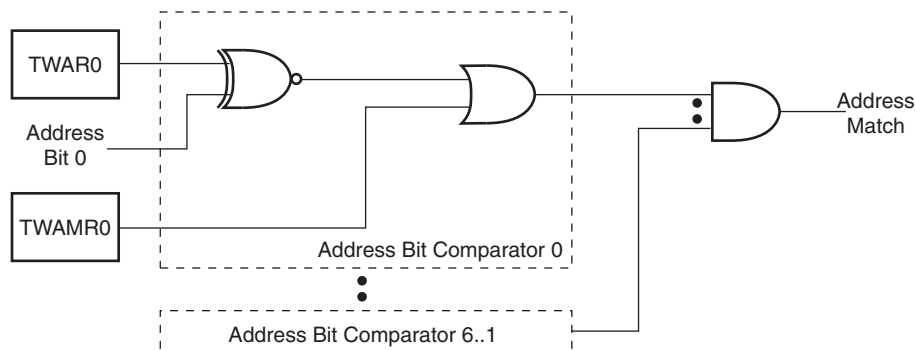 TWAR0
Address
Bit 0
TWAMR0
Address Bit Comparator 0
Address Bit Comparator 6..1
Address
Match